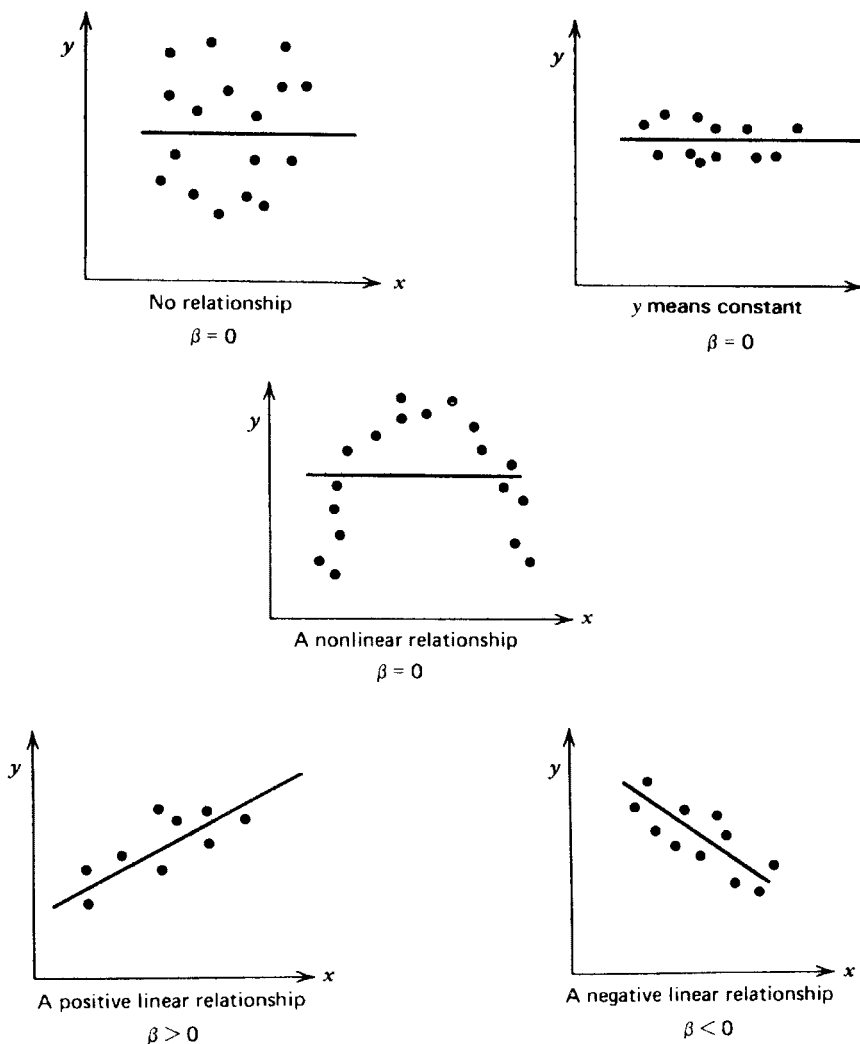 y
x
No relationship
β = 0
y
y means constant
β = 0
y
x
A nonlinear relationship
β = 0
y
x
A positive linear relationship
β > 0
y
x
A negative linear relationship
β < 0